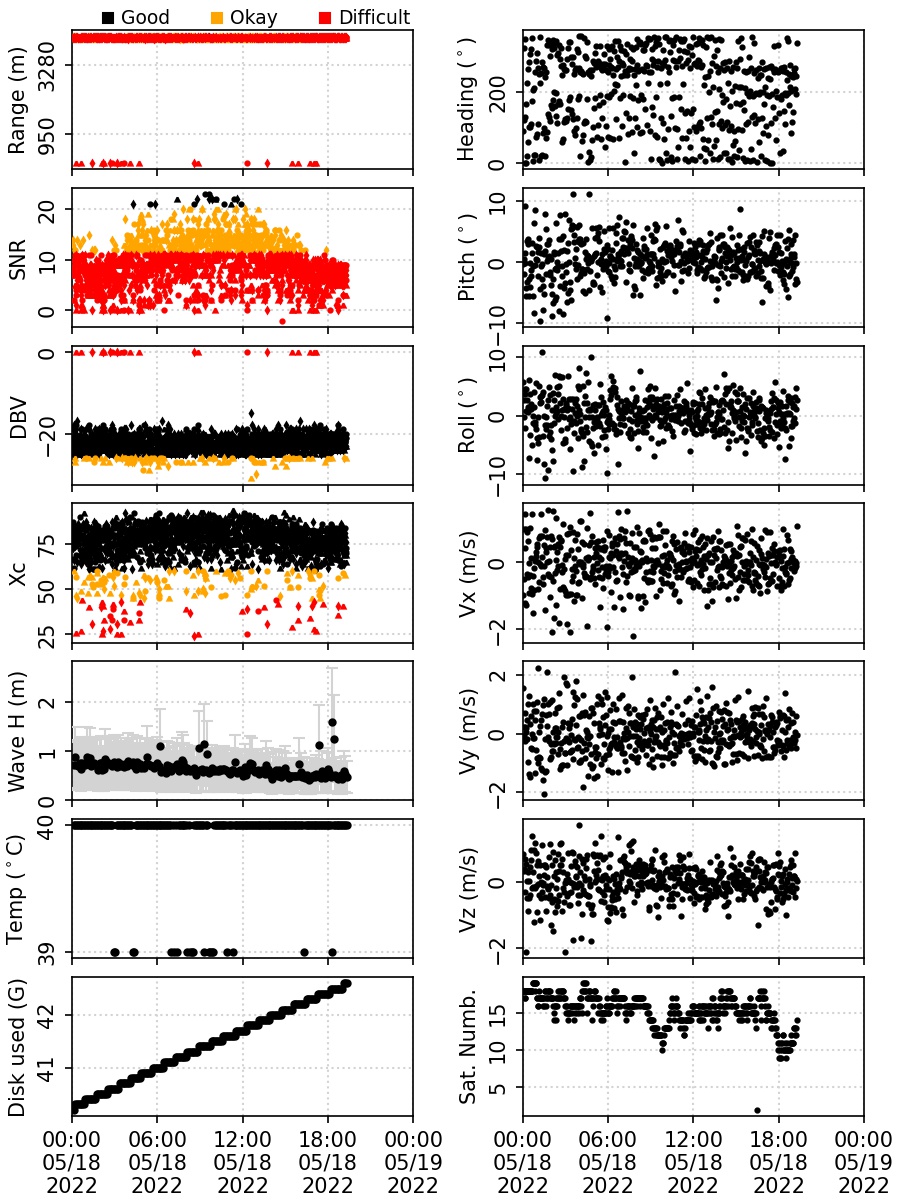 Good Okay Difficult
Range (m)
3280
950
Heading (°)
200
0
SNR
20
10
0
Pitch (°)
10
0
−10
DBV
0
−20
Roll (°)
10
0
−10
Xc
75
50
25
Vx (m/s)
0
−2
Wave H (m)
2
1
0
Vy (m/s)
2
0
−2
Temp (°C)
40
39
Vz (m/s)
0
−2
Disk used (G)
42
41
Sat. Numb.
15
10
5
00:00 06:00 12:00 18:00 00:00
05/18 05/18 05/18 05/18 05/19
2022 2022 2022 2022 2022
00:00 06:00 12:00 18:00 00:00
05/18 05/18 05/18 05/18 05/19
2022 2022 2022 2022 2022